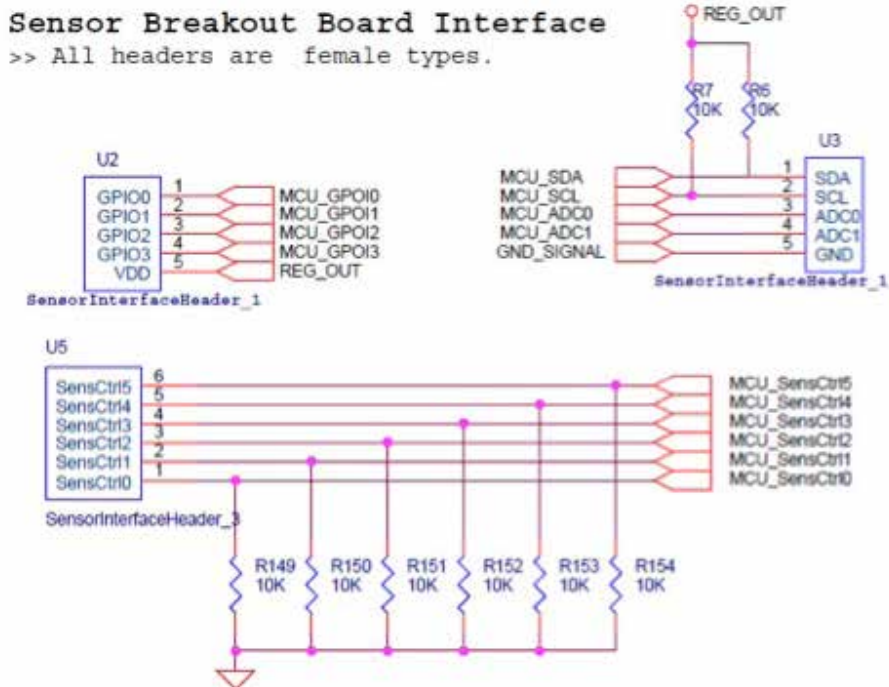 Sensor Breakout Board Interface
>> All headers are female types.
REG_OUT
R7
10K
R6
10K
U2
GPIO0
GPIO1
GPIO2
GPIO3
VDD
1
2
3
4
5
MCU_GPOI0
MCU_GPOI1
MCU_GPOI2
MCU_GPOI3
REG_OUT
SensorInterfaceHeader_1
U3
MCU_SDA
MCU_SCL
MCU_ADC0
MCU_ADC1
GND_SIGNAL
1
2
3
4
5
SDA
SCL
ADC0
ADC1
GND
SensorInterfaceHeader_1
U5
SensCtrl5
SensCtrl4
SensCtrl3
SensCtrl2
SensCtrl1
SensCtrl0
6
5
4
3
2
1
MCU_SensCtrl5
MCU_SensCtrl4
MCU_SensCtrl3
MCU_SensCtrl2
MCU_SensCtrl1
MCU_SensCtrl0
SensorInterfaceHeader_3
R149
10K
R150
10K
R151
10K
R152
10K
R153
10K
R154
10K